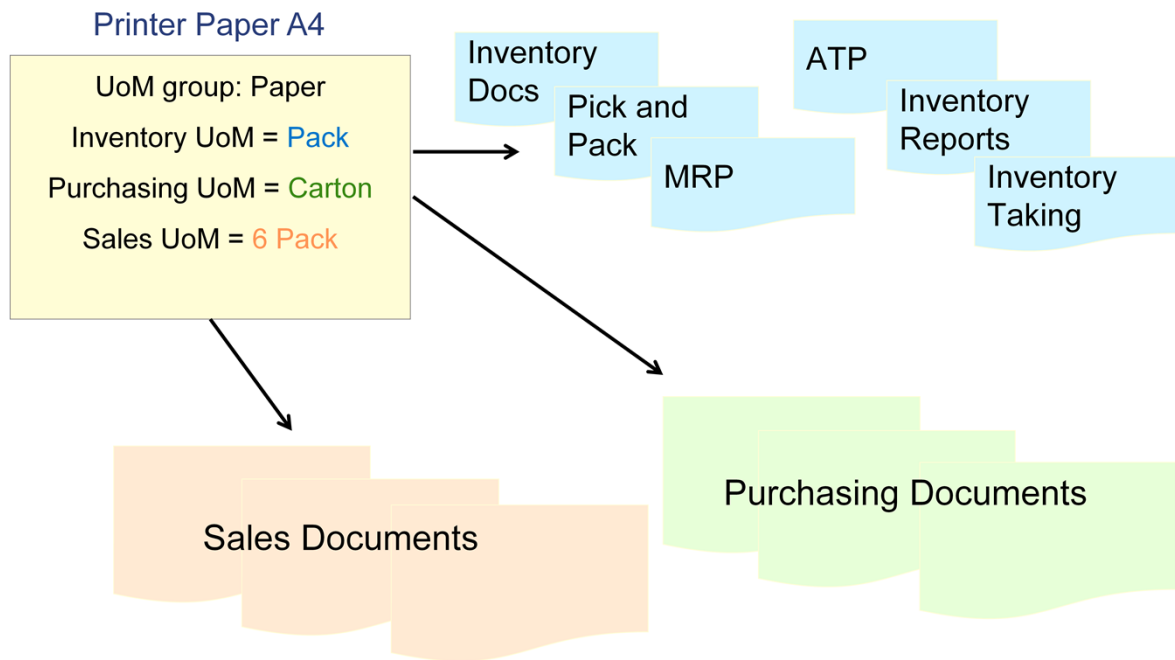 Printer Paper A4
UoM group: Paper
Inventory UoM = Pack
Purchasing UoM = Carton
Sales UoM = 6 Pack
Inventory
Docs
Pick and
Pack
MRP
ATP
Inventory
Reports
Inventory
Taking
Sales Documents
Purchasing Documents